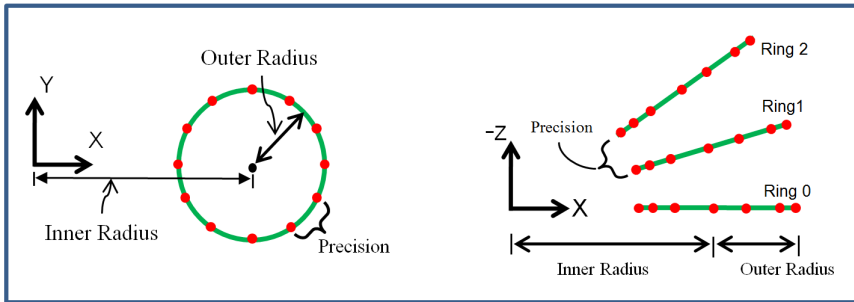 Outer Radius
Y
X
Inner Radius
Precision
Ring 2
Ring1
Precision
-Z
Ring 0
X
Inner Radius
Outer Radius